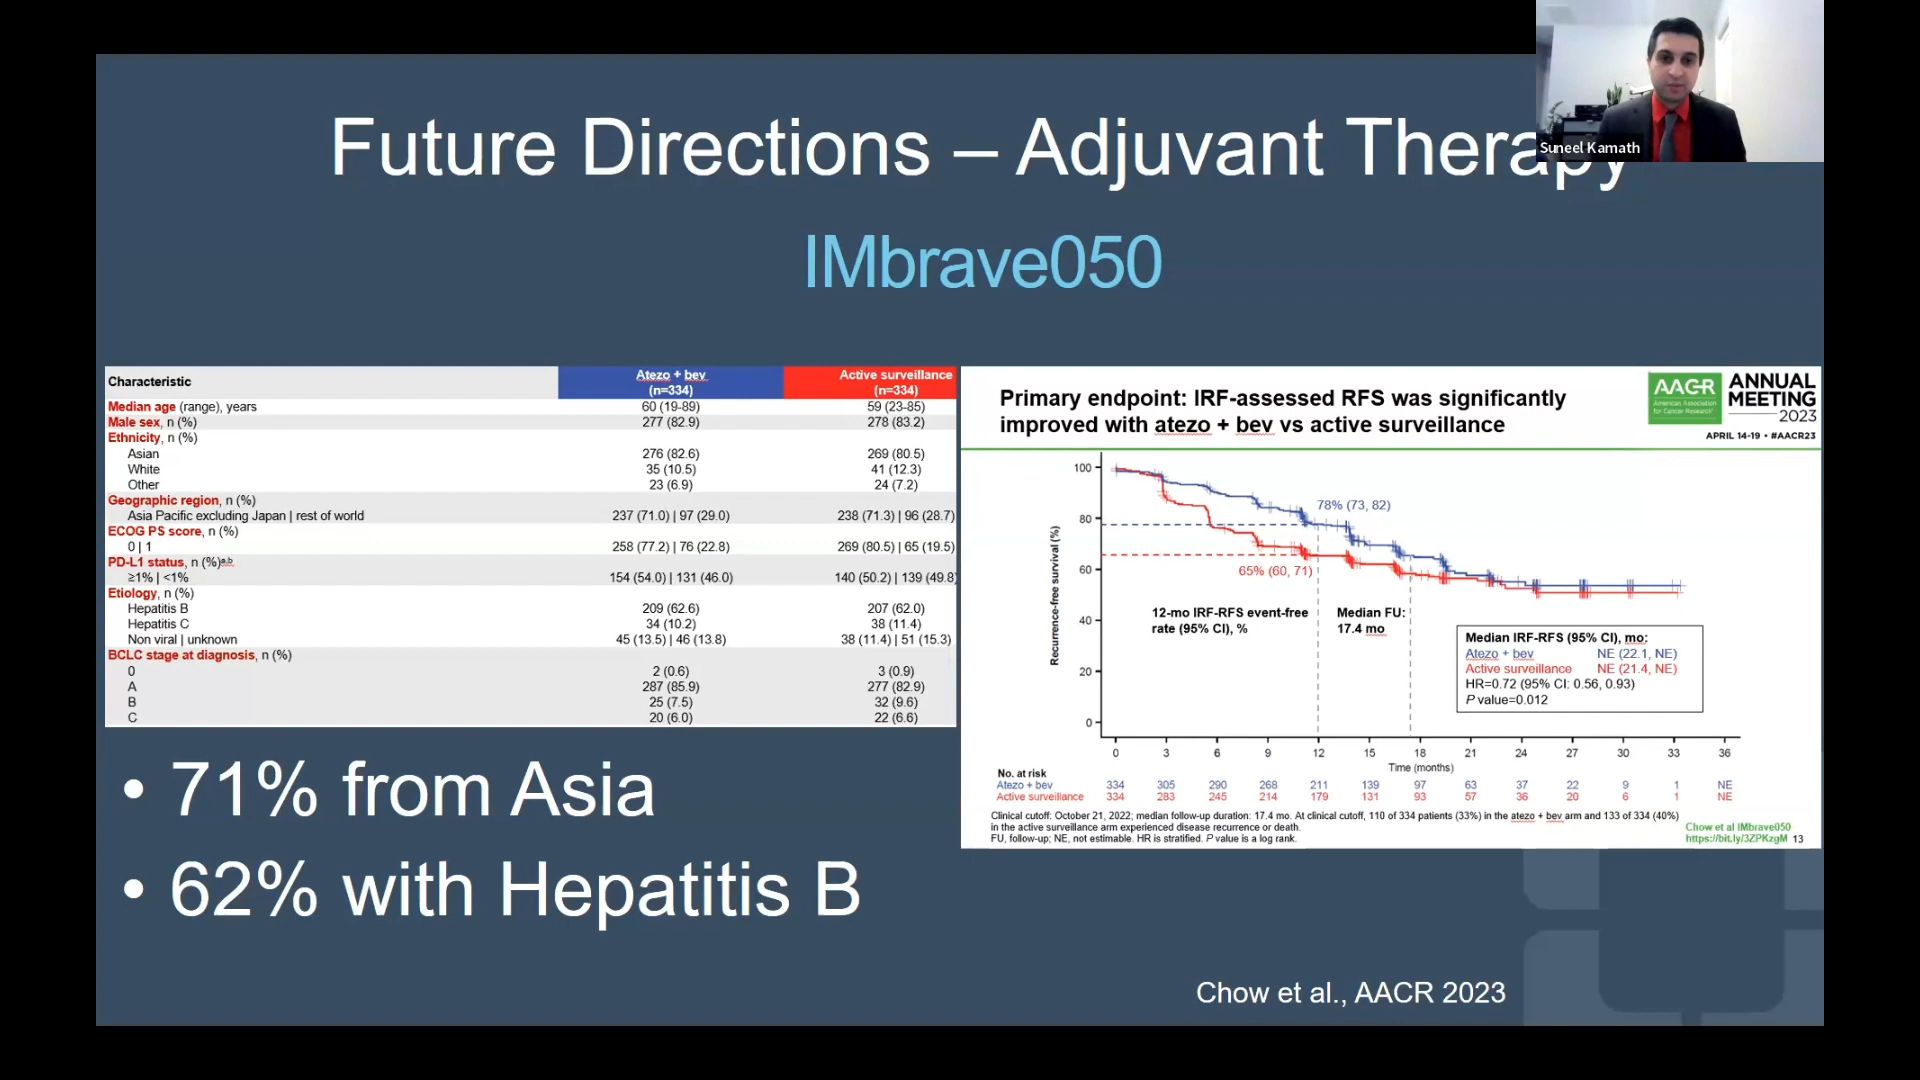 Future Directions – Adjuvant Therapy
Suneel Kamath
IMbrave050
Characteristic
Atezo + bev (n=334)
Active surveillance (n=334)
Median age (range), years 60 (19-89) 59 (23-85)
Male sex, n (%) 277 (82.9) 278 (83.2)
Ethnicity, n (%)
Asian 276 (82.6) 269 (80.5)
White 35 (10.5) 41 (12.3)
Other 23 (6.9) 24 (7.2)
Geographic region, n (%)
Asia Pacific excluding Japan | rest of world 237 (71.0) | 97 (29.0) 238 (71.3) | 96 (28.7)
ECOG PS score, n (%)
0 | 1 258 (77.2) | 76 (22.8) 269 (80.5) | 65 (19.5)
PD-L1 status, n (%)a,b
≥1% | <1% 154 (54.0) | 131 (46.0) 140 (50.2) | 139 (49.8)
Etiology, n (%)
Hepatitis B 209 (62.6) 207 (62.0)
Hepatitis C 34 (10.2) 38 (11.4)
Non viral | unknown 45 (13.5) | 46 (13.8) 38 (11.4) | 51 (15.3)
BCLC stage at diagnosis, n (%)
0 2 (0.6) 3 (0.9)
A 287 (85.9) 277 (82.9)
B 25 (7.5) 32 (9.6)
C 20 (6.0) 22 (6.6)
• 71% from Asia
• 62% with Hepatitis B
Primary endpoint: IRF-assessed RFS was significantly
improved with atezo + bev vs active surveillance
AACR
American Association
for Cancer Research
ANNUAL
MEETING
2023
APRIL 14-19 • #AACR23
Recurrence-free survival (%)
100
80
60
40
20
0
78% (73, 82)
65% (60, 71)
12-mo IRF-RFS event-free
rate (95% CI), %
Median FU:
17.4 mo
Median IRF-RFS (95% CI), mo:
Atezo + bev NE (22.1, NE)
Active surveillance NE (21.4, NE)
HR=0.72 (95% CI: 0.56, 0.93)
P value=0.012
0 3 6 9 12 15 18 21 24 27 30 33 36
Time (months)
No. at risk
Atezo + bev 334 305 290 268 211 139 97 63 37 22 9 1 NE
Active surveillance 334 283 245 214 179 131 93 57 36 20 6 1 NE
Clinical cutoff: October 21, 2022; median follow-up duration: 17.4 mo. At clinical cutoff, 110 of 334 patients (33%) in the atezo + bev arm and 133 of 334 (40%)
in the active surveillance arm experienced disease recurrence or death.
FU, follow-up; NE, not estimable. HR is stratified. P value is a log rank.
Chow et al IMbrave050
https://bit.ly/3ZPKzgM 13
Chow et al., AACR 2023